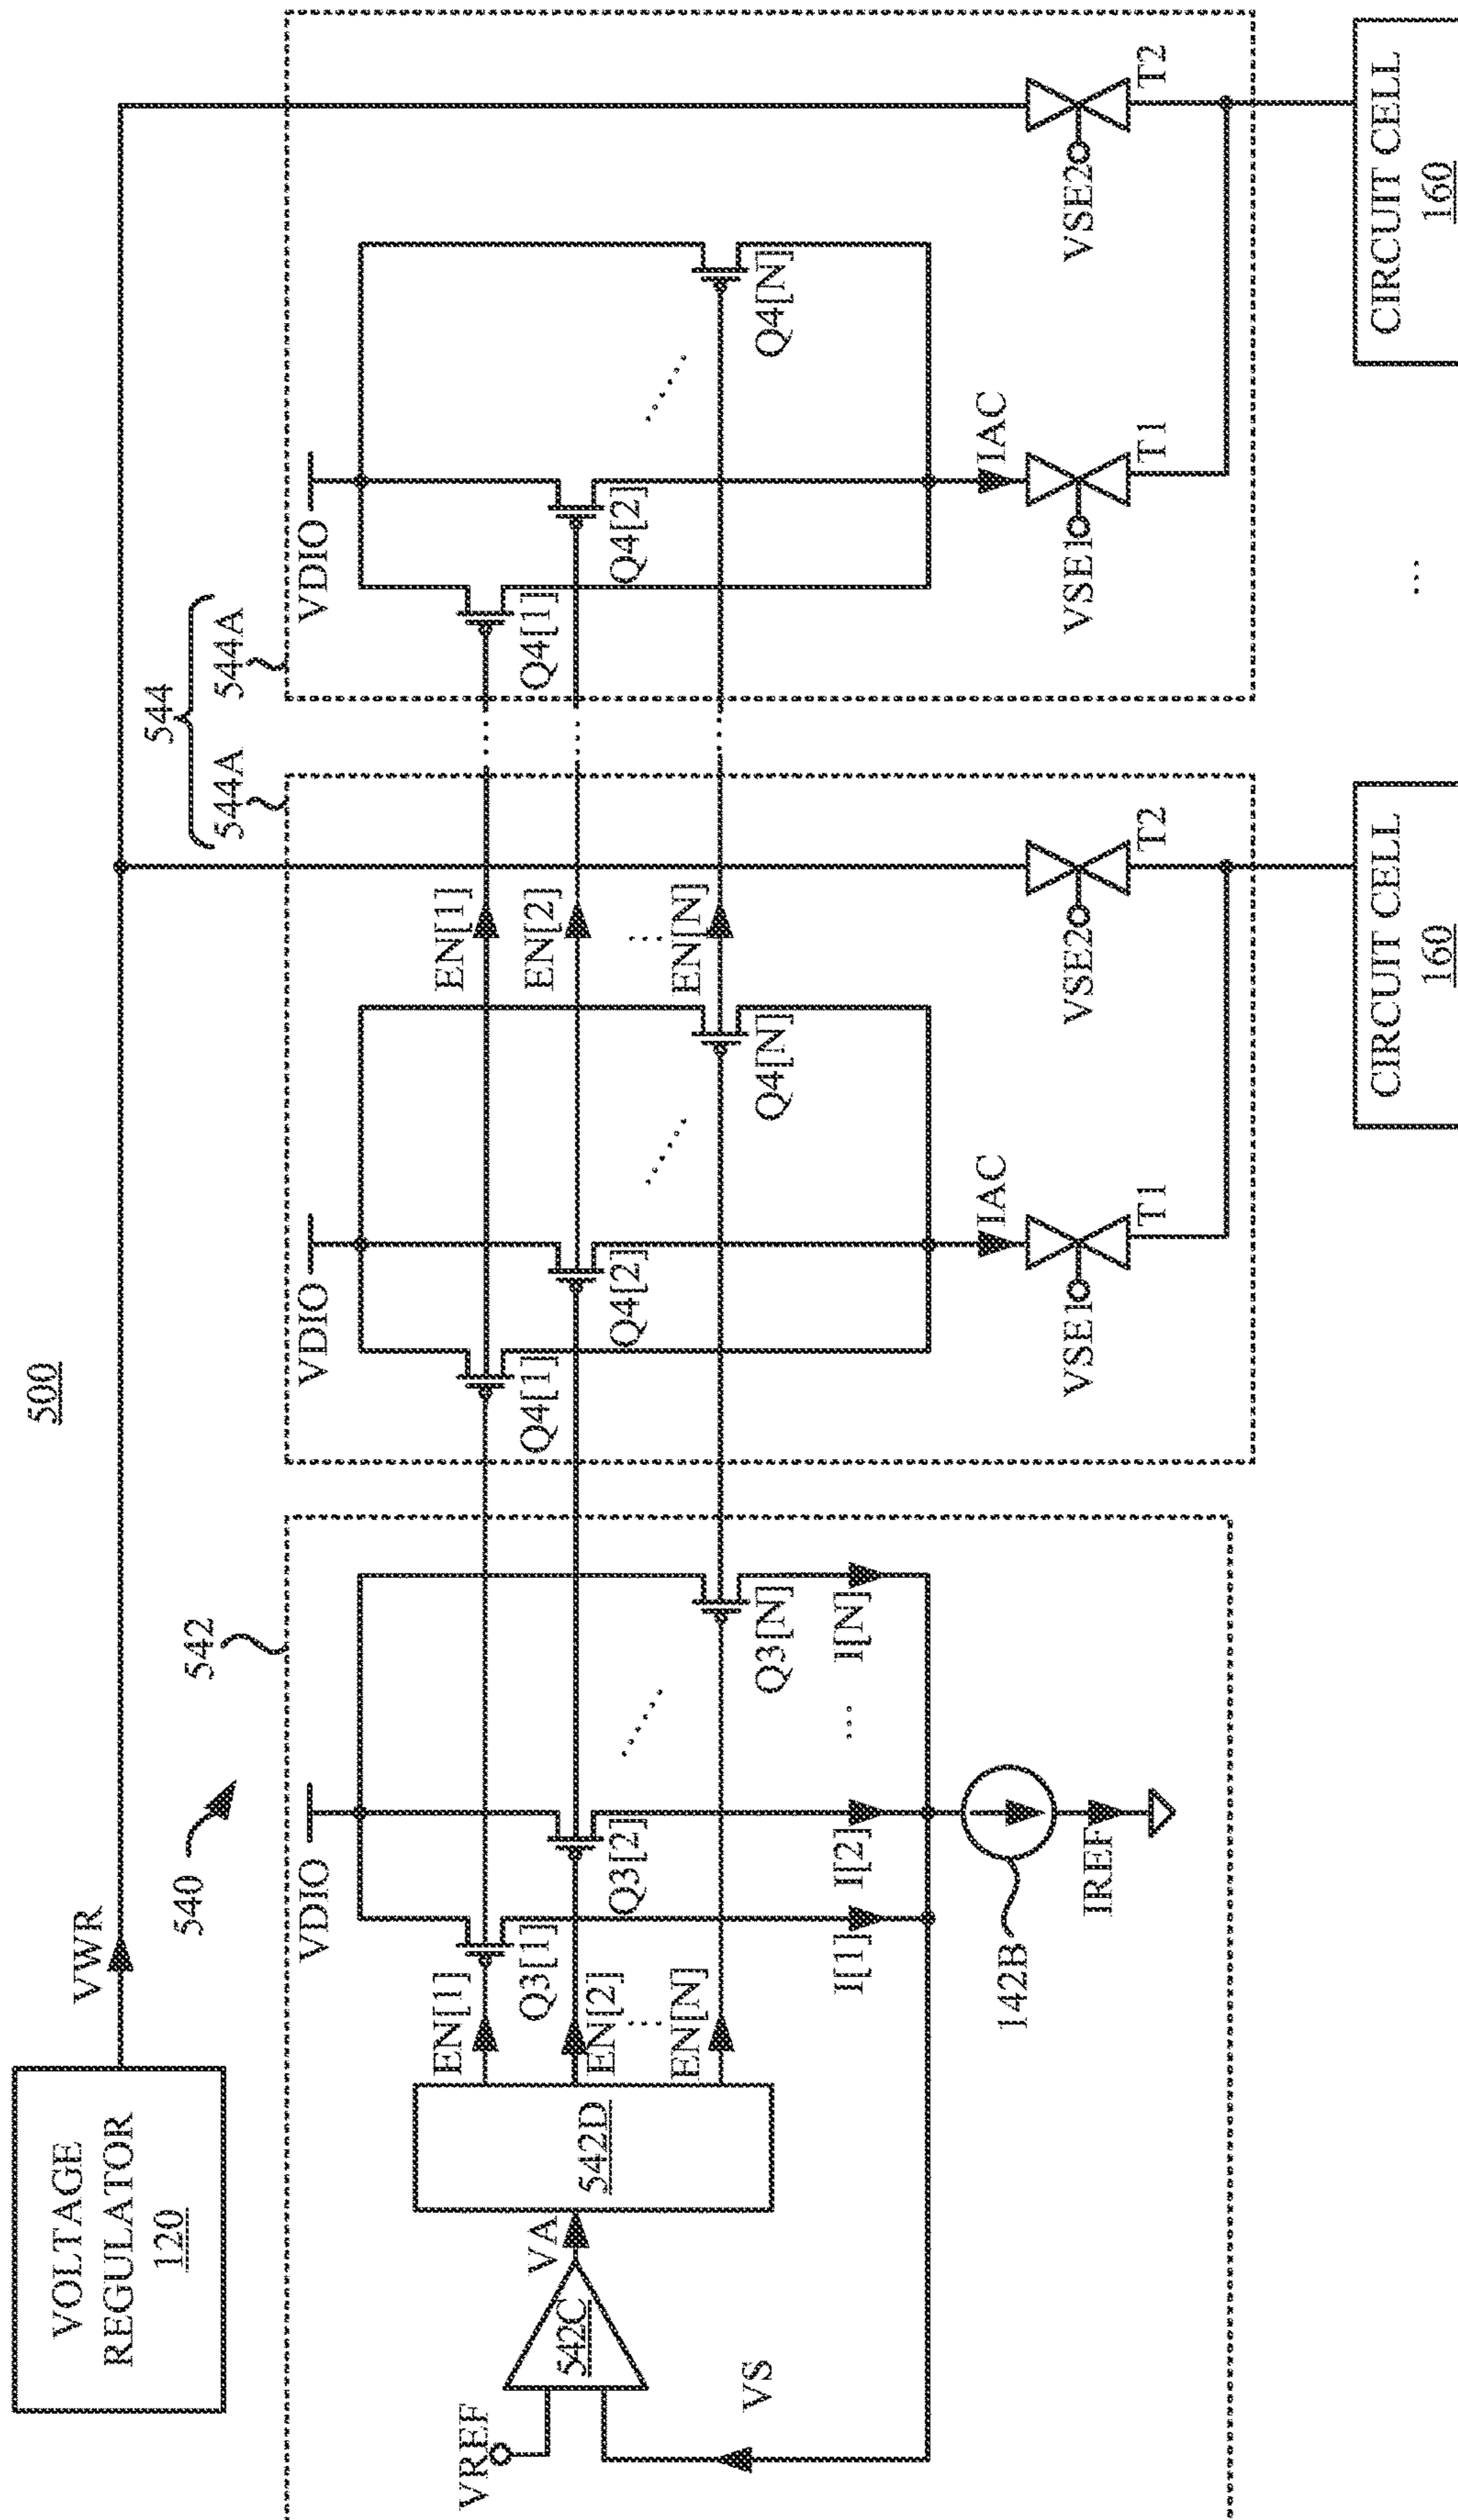 500
VOLTAGE
REGULATOR
120
VWR
540
542
544
544A
544A
VDIO
VDIO
VDIO
EN[1]
Q3[1]
EN[2]
Q3[2]
EN[N]
Q3[N]
542D
VA
542C
VREF
VS
I[1]
I[2]
...
I[N]
142B
IREF
Q4[1]
Q4[2]
Q4[N]
EN[1]
EN[2]
EN[N]
IAC
VSE1
T1
VSE2
T2
Q4[1]
Q4[2]
Q4[N]
IAC
VSE1
T1
VSE2
T2
CIRCUIT CELL
160
...
CIRCUIT CELL
160